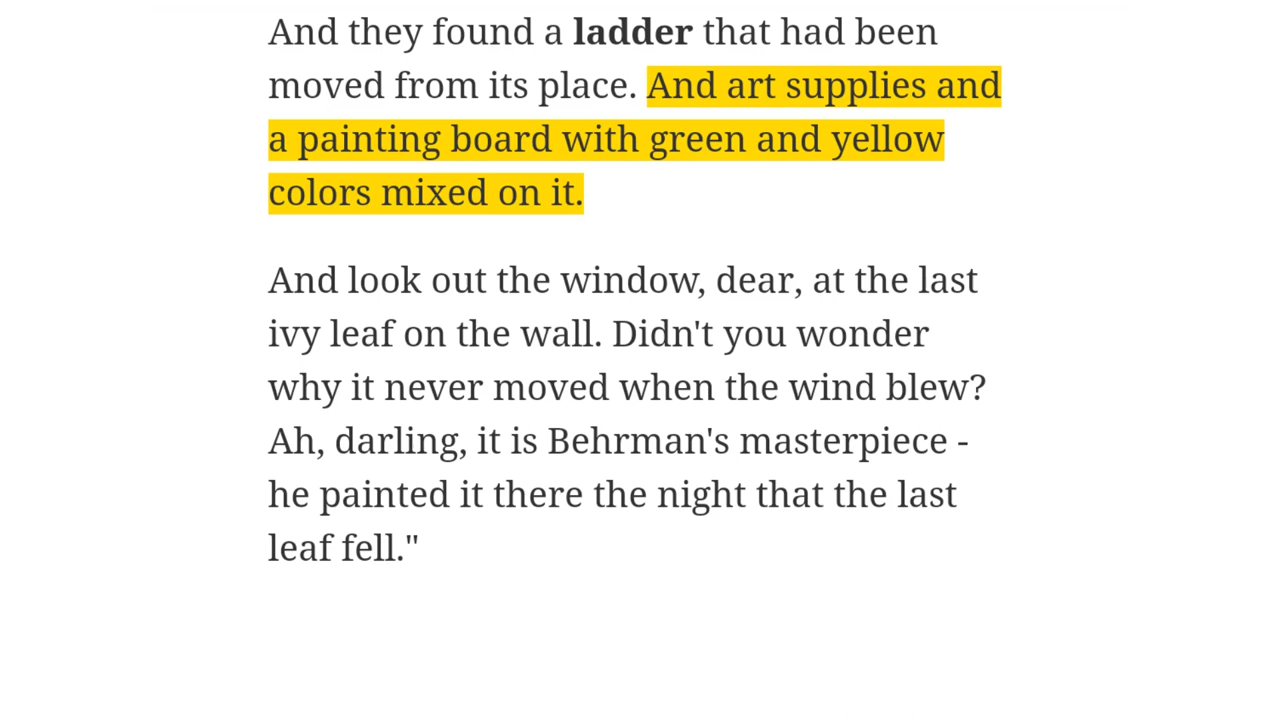 And they found a ladder that had been
moved from its place. And art supplies and
a painting board with green and yellow
colors mixed on it.
And look out the window, dear, at the last
ivy leaf on the wall. Didn't you wonder
why it never moved when the wind blew?
Ah, darling, it is Behrman's masterpiece -
he painted it there the night that the last
leaf fell."